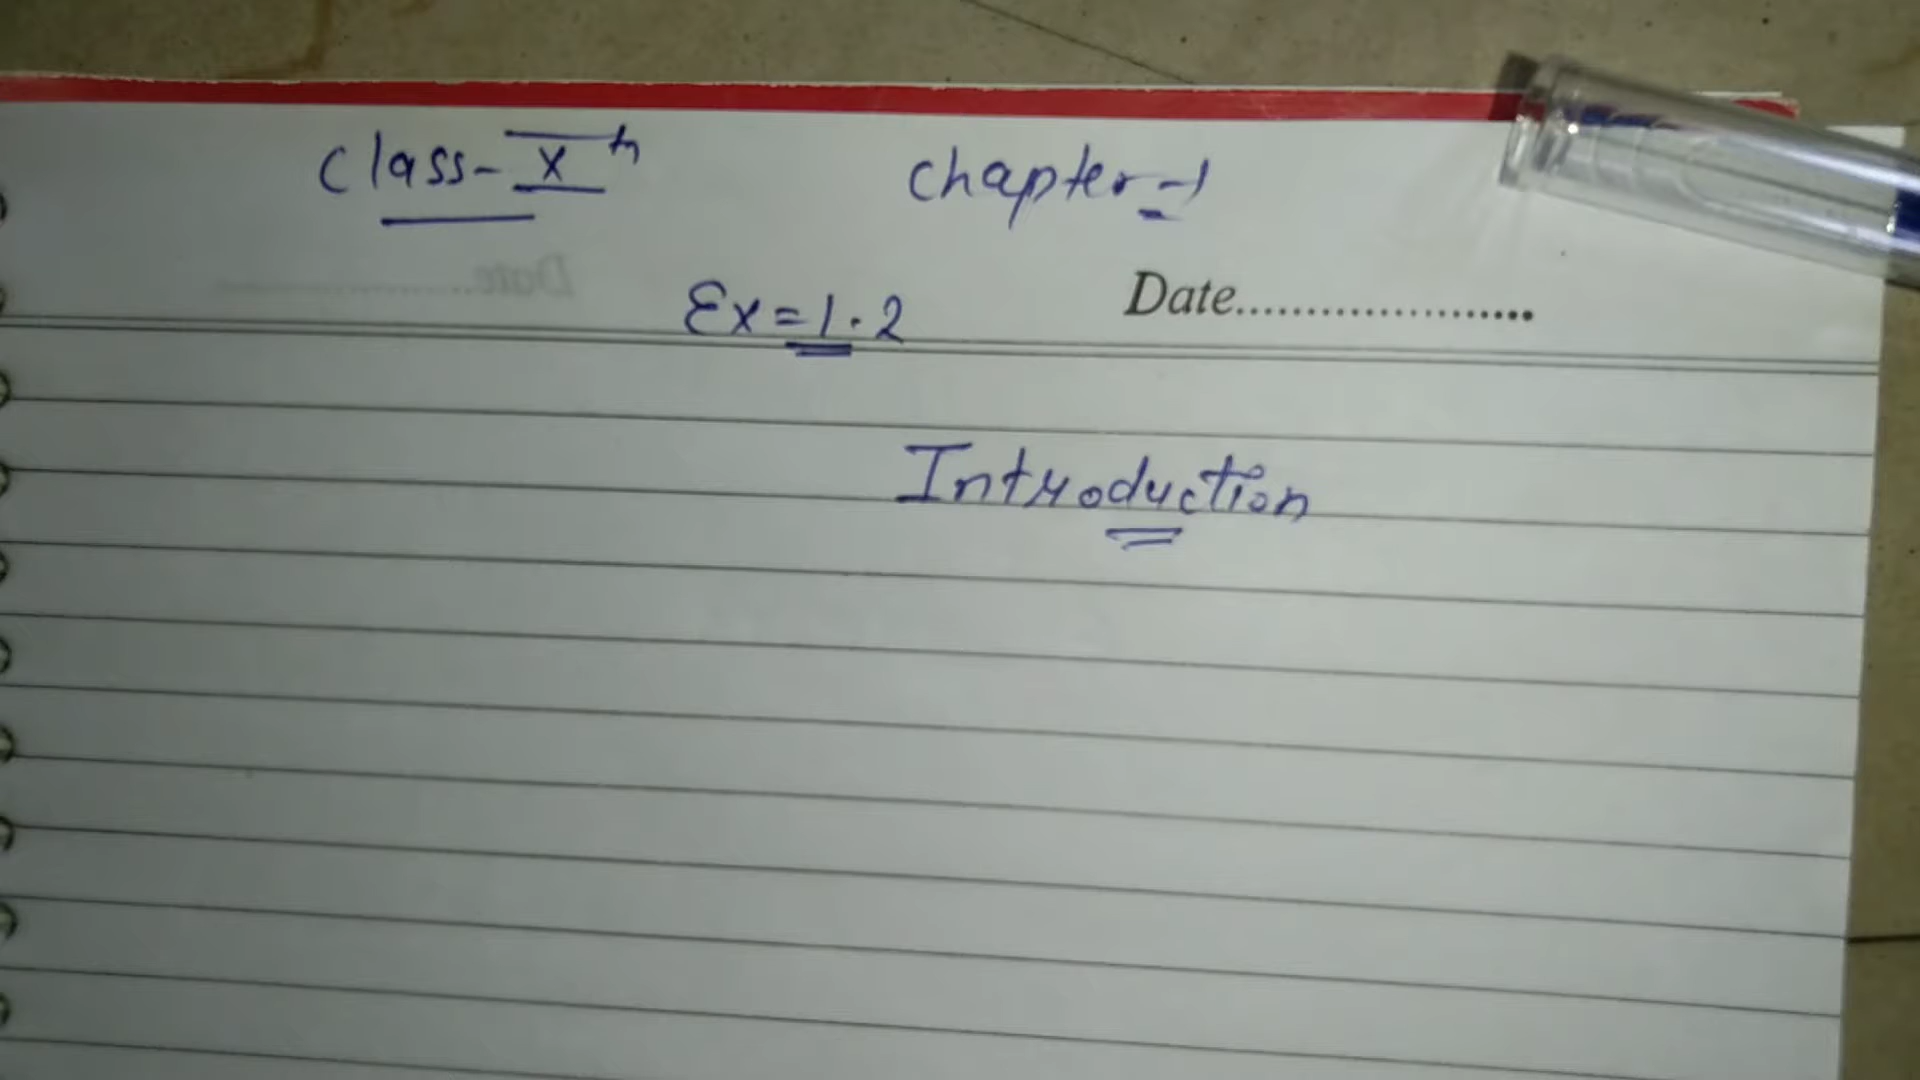 Class-Xth chapter-1
Date....................
Ex=1.2
Introduction